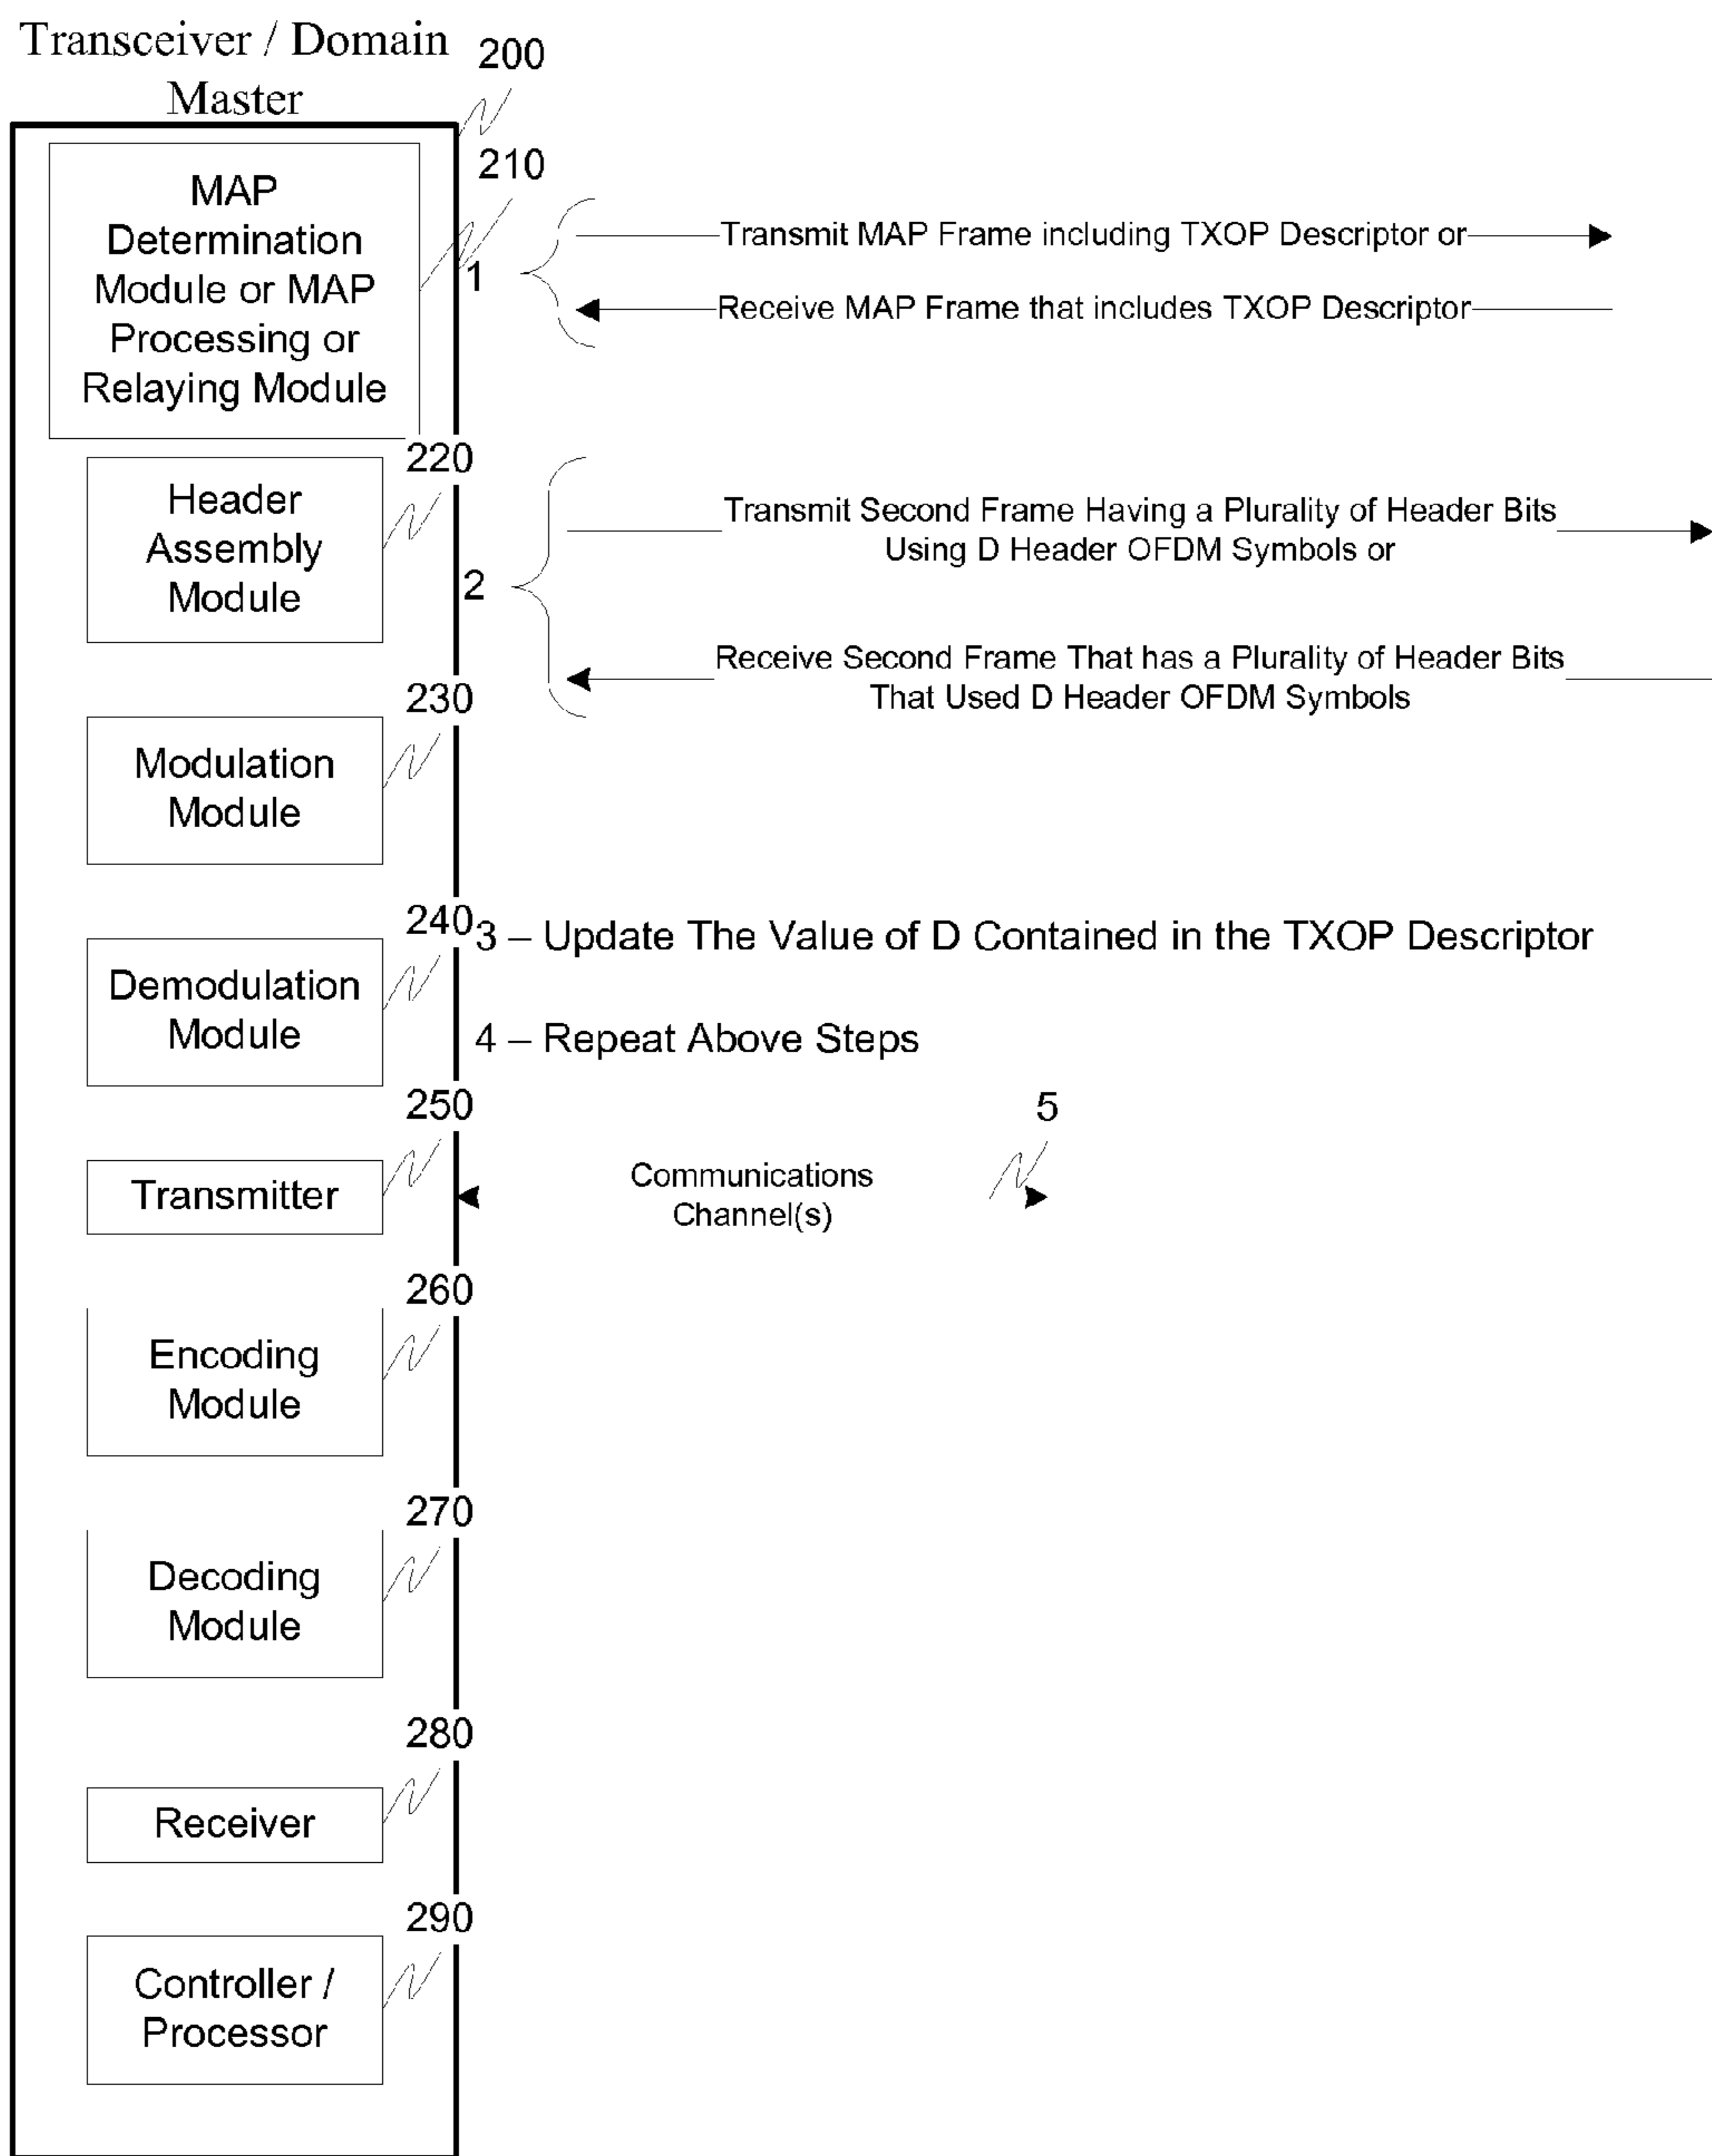 Transceiver / Domain
Master
200
210
MAP
Determination
Module or MAP
Processing or
Relaying Module
1
Transmit MAP Frame including TXOP Descriptor or
Receive MAP Frame that includes TXOP Descriptor
220
Header
Assembly
Module
2
Transmit Second Frame Having a Plurality of Header Bits
Using D Header OFDM Symbols or
Receive Second Frame That has a Plurality of Header Bits
That Used D Header OFDM Symbols
230
Modulation
Module
240
3 – Update The Value of D Contained in the TXOP Descriptor
Demodulation
Module
4 – Repeat Above Steps
250
5
Transmitter
Communications
Channel(s)
260
Encoding
Module
270
Decoding
Module
280
Receiver
290
Controller /
Processor